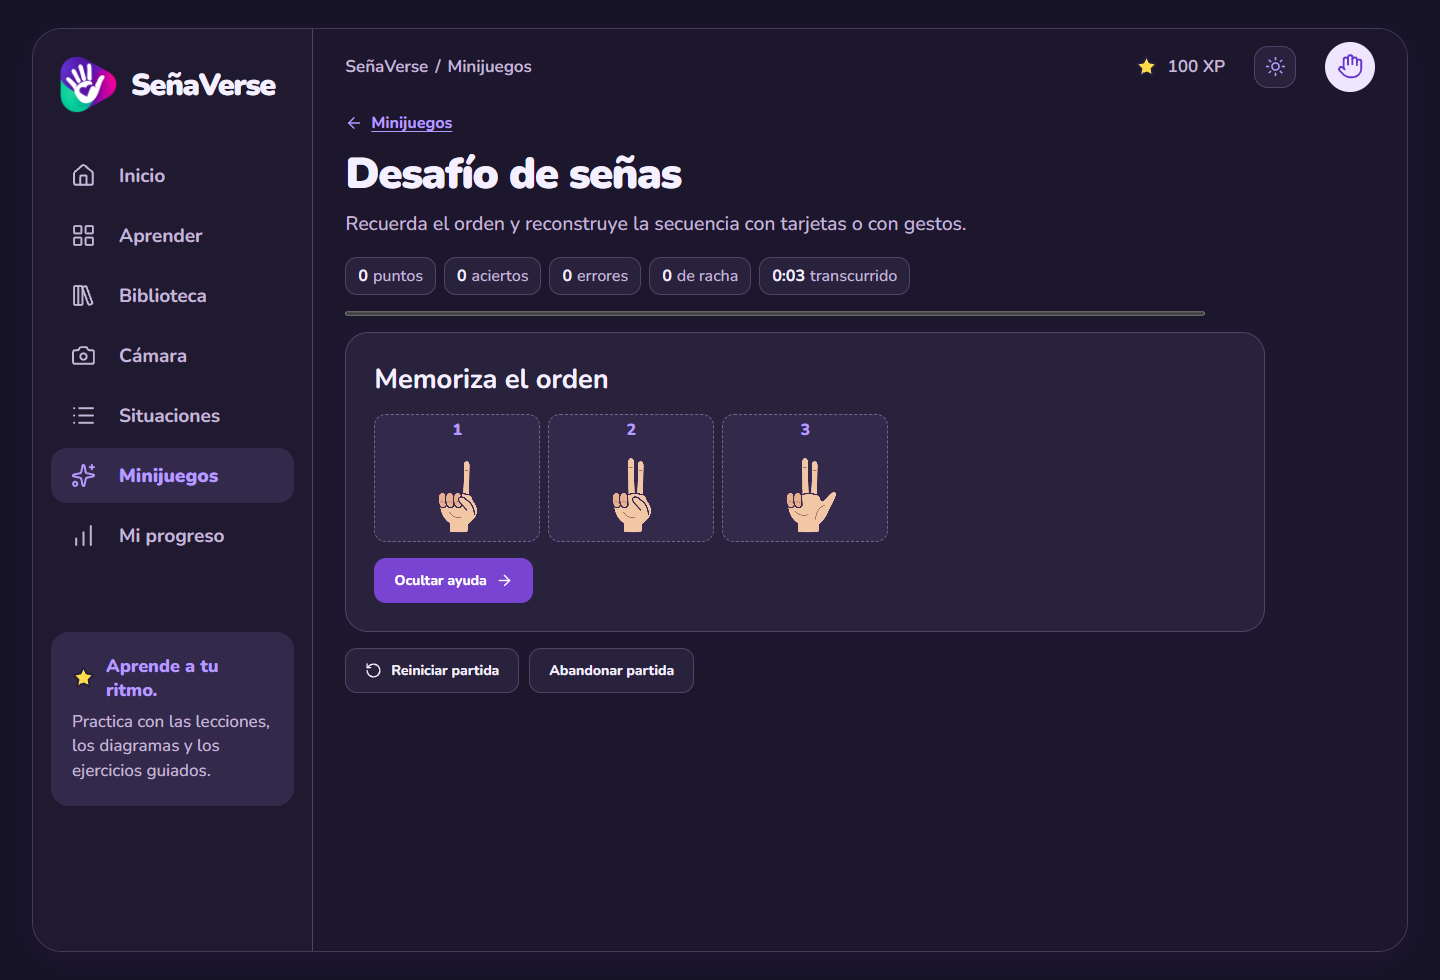 SeñaVerse
Inicio
Aprender
Biblioteca
Cámara
Situaciones
Minijuegos
Mi progreso
Aprende a tu
ritmo.
Practica con las lecciones,
los diagramas y los
ejercicios guiados.
SeñaVerse / Minijuegos
100 XP
Minijuegos
Desafío de señas
Recuerda el orden y reconstruye la secuencia con tarjetas o con gestos.
0 puntos
0 aciertos
0 errores
0 de racha
0:03 transcurrido
Memoriza el orden
1
2
3
Ocultar ayuda
Reiniciar partida
Abandonar partida